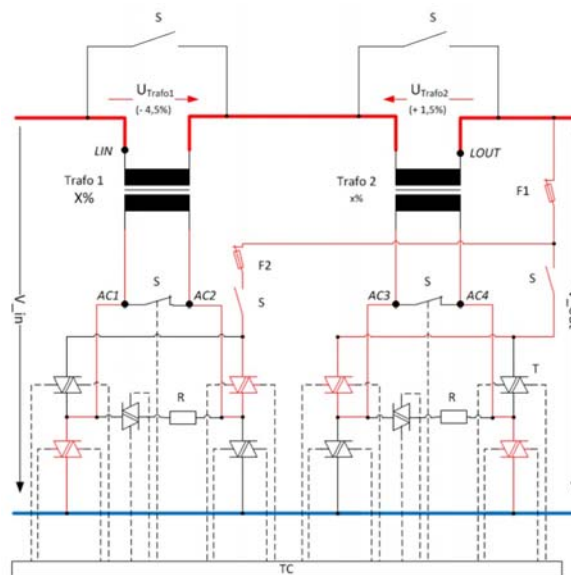 S
S
UTrafo1
(- 4,5%)
UTrafo2
(+ 1,5%)
LIN
LOUT
Trafo 1
X%
Trafo 2
x%
F1
F2
S
S
S
S
AC1
AC2
AC3
AC4
V_in
T
R
R
TC